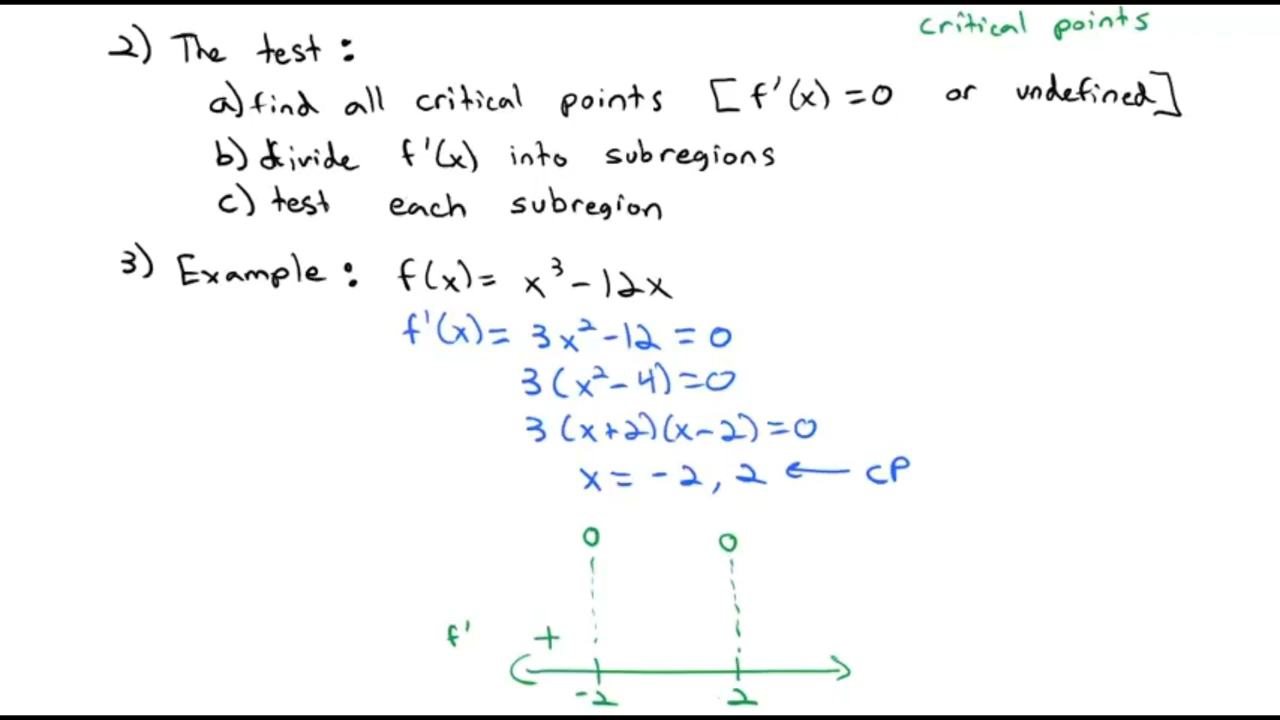 critical points
2) The test:
a) find all critical points [f'(x) = 0 or undefined]
b) divide f'(x) into subregions
c) test each subregion
3) Example: f(x) = x³ - 12x
f'(x) = 3x² - 12 = 0
3(x² - 4) = 0
3(x+2)(x-2) = 0
x = -2, 2 ← CP
0 0
f' +
-2 2